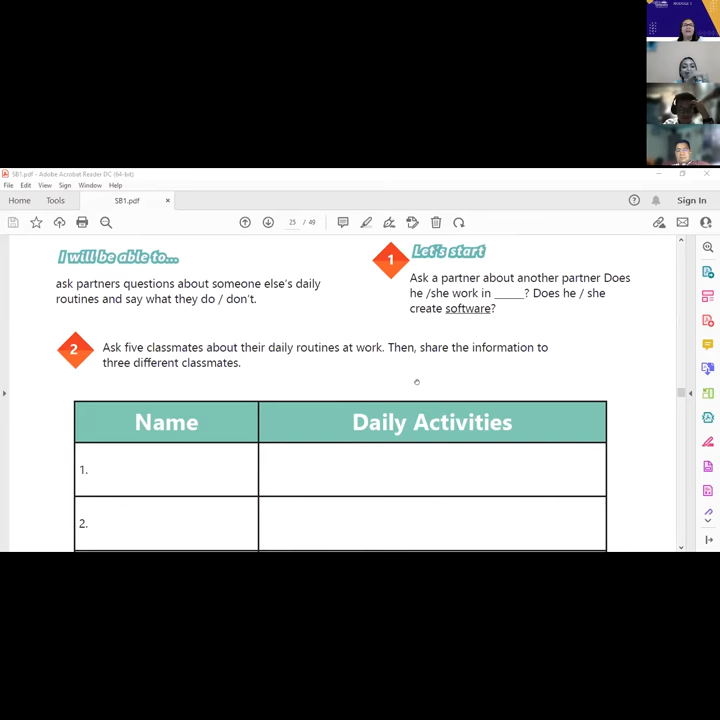 MODULE 1
SB1.pdf - Adobe Acrobat Reader DC (64-bit)
File Edit View Sign Window Help
Home Tools SB1.pdf × Sign In
25 / 49
I will be able to...
ask partners questions about someone else's daily
routines and say what they do / don't.
1 Let's start
Ask a partner about another partner Does
he /she work in _____? Does he / she
create software?
2 Ask five classmates about their daily routines at work. Then, share the information to
three different classmates.
Name Daily Activities
1.
2.